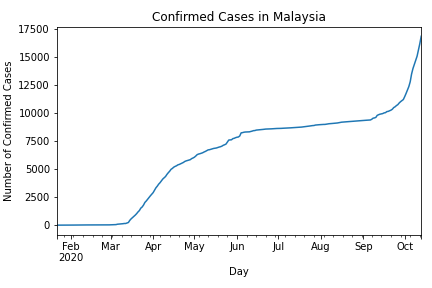 Confirmed Cases in Malaysia
Number of Confirmed Cases
17500
15000
12500
10000
7500
5000
2500
0
Feb Mar Apr May Jun Jul Aug Sep Oct
2020
Day